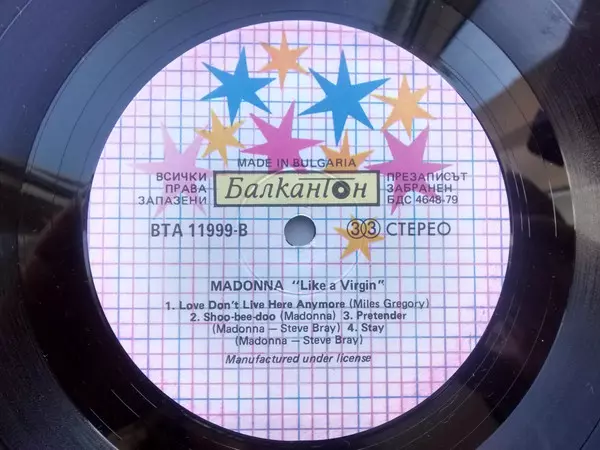 MADE IN BULGARIA
ВСИЧКИ
ПРАВА
ЗАПАЗЕНИ
Балкантон
ПРЕЗАПИСЪТ
ЗАБРАНЕН
БДС 4648-79
ВТА 11999-В
33 СТЕРЕО
MADONNA “Like a Virgin”
1. Love Don't Live Here Anymore (Miles Gregory)
2. Shoo-bee-doo (Madonna) 3. Pretender
(Madonna — Steve Bray) 4. Stay
(Madonna — Steve Bray)
Manufactured under license